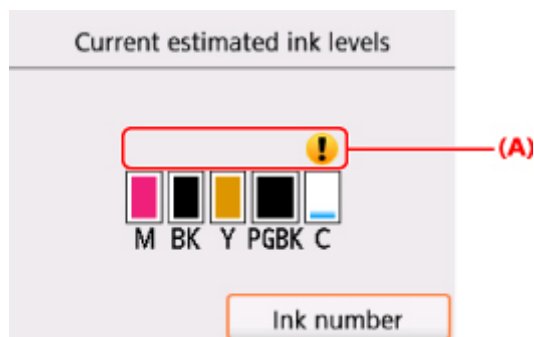 Current estimated ink levels
!
(A)
M BK Y PGBK C
Ink number